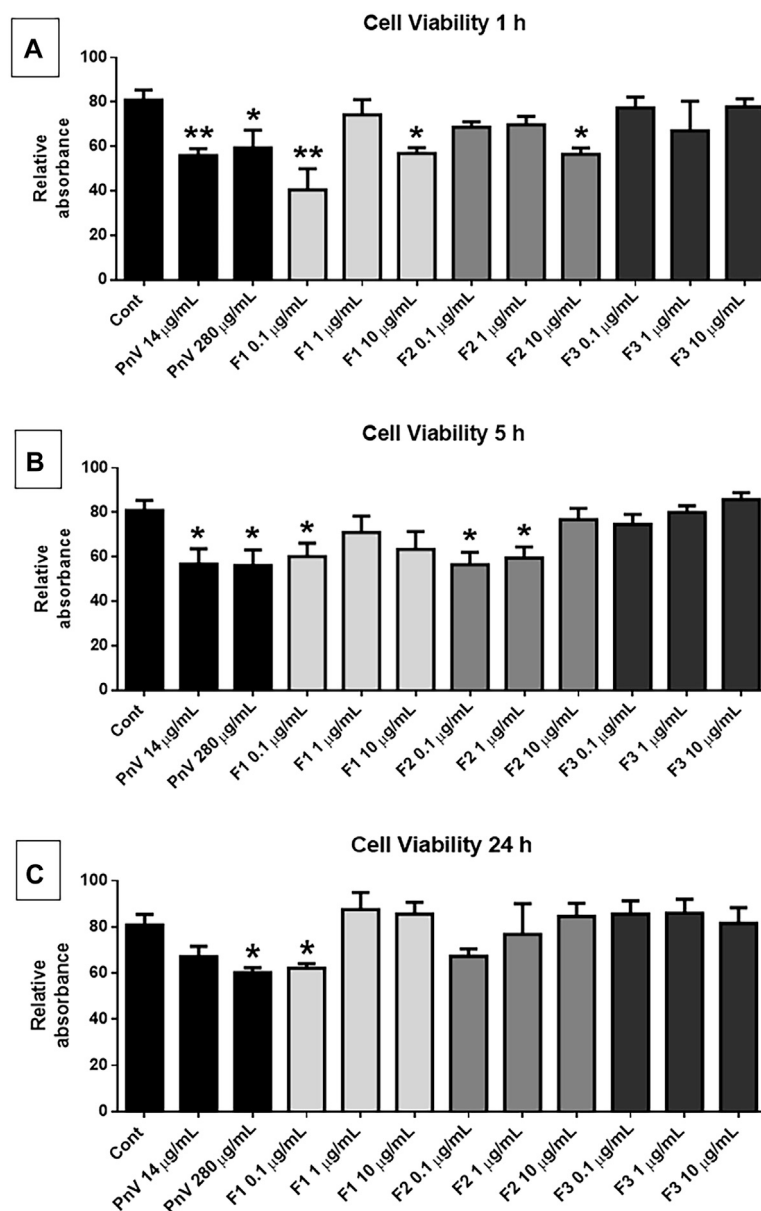 A
Cell Viability 1 h
Relative
absorbance
100
80
60
40
20
0
** * ** * *
Cont
PnV 14 μg/mL
PnV 280 μg/mL
F1 0.1 μg/mL
F1 1 μg/mL
F1 10 μg/mL
F2 0.1 μg/mL
F2 1 μg/mL
F2 10 μg/mL
F3 0.1 μg/mL
F3 1 μg/mL
F3 10 μg/mL
B
Cell Viability 5 h
Relative
absorbance
100
80
60
40
20
0
* * * * *
Cont
PnV 14 μg/mL
PnV 280 μg/mL
F1 0.1 μg/mL
F1 1 μg/mL
F1 10 μg/mL
F2 0.1 μg/mL
F2 1 μg/mL
F2 10 μg/mL
F3 0.1 μg/mL
F3 1 μg/mL
F3 10 μg/mL
C
Cell Viability 24 h
Relative
absorbance
100
80
60
40
20
0
* *
Cont
PnV 14 μg/mL
PnV 280 μg/mL
F1 0.1 μg/mL
F1 1 μg/mL
F1 10 μg/mL
F2 0.1 μg/mL
F2 1 μg/mL
F2 10 μg/mL
F3 0.1 μg/mL
F3 1 μg/mL
F3 10 μg/mL